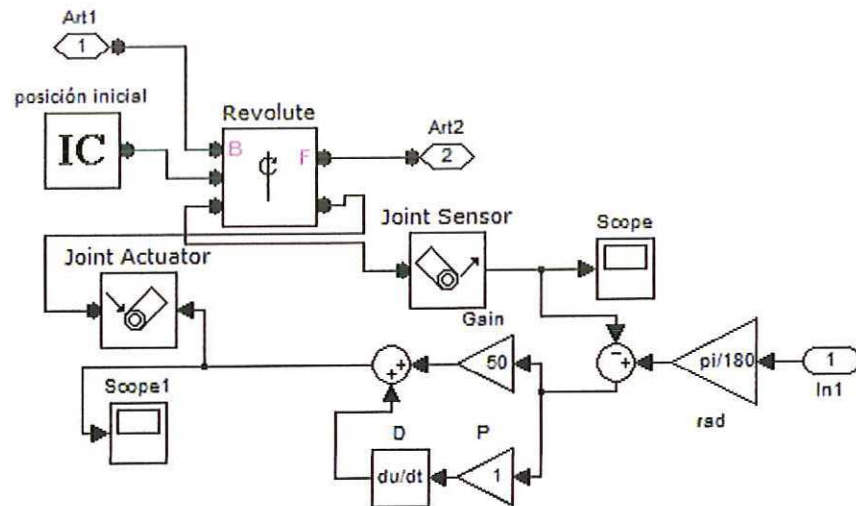 Art1
1
posición inicial
IC
Revolute
B
F
Art2
2
Joint Sensor
Scope
Joint Actuator
Gain
50
- +
pi/180
1
In1
rad
+ +
Scope1
D
P
du/dt
1